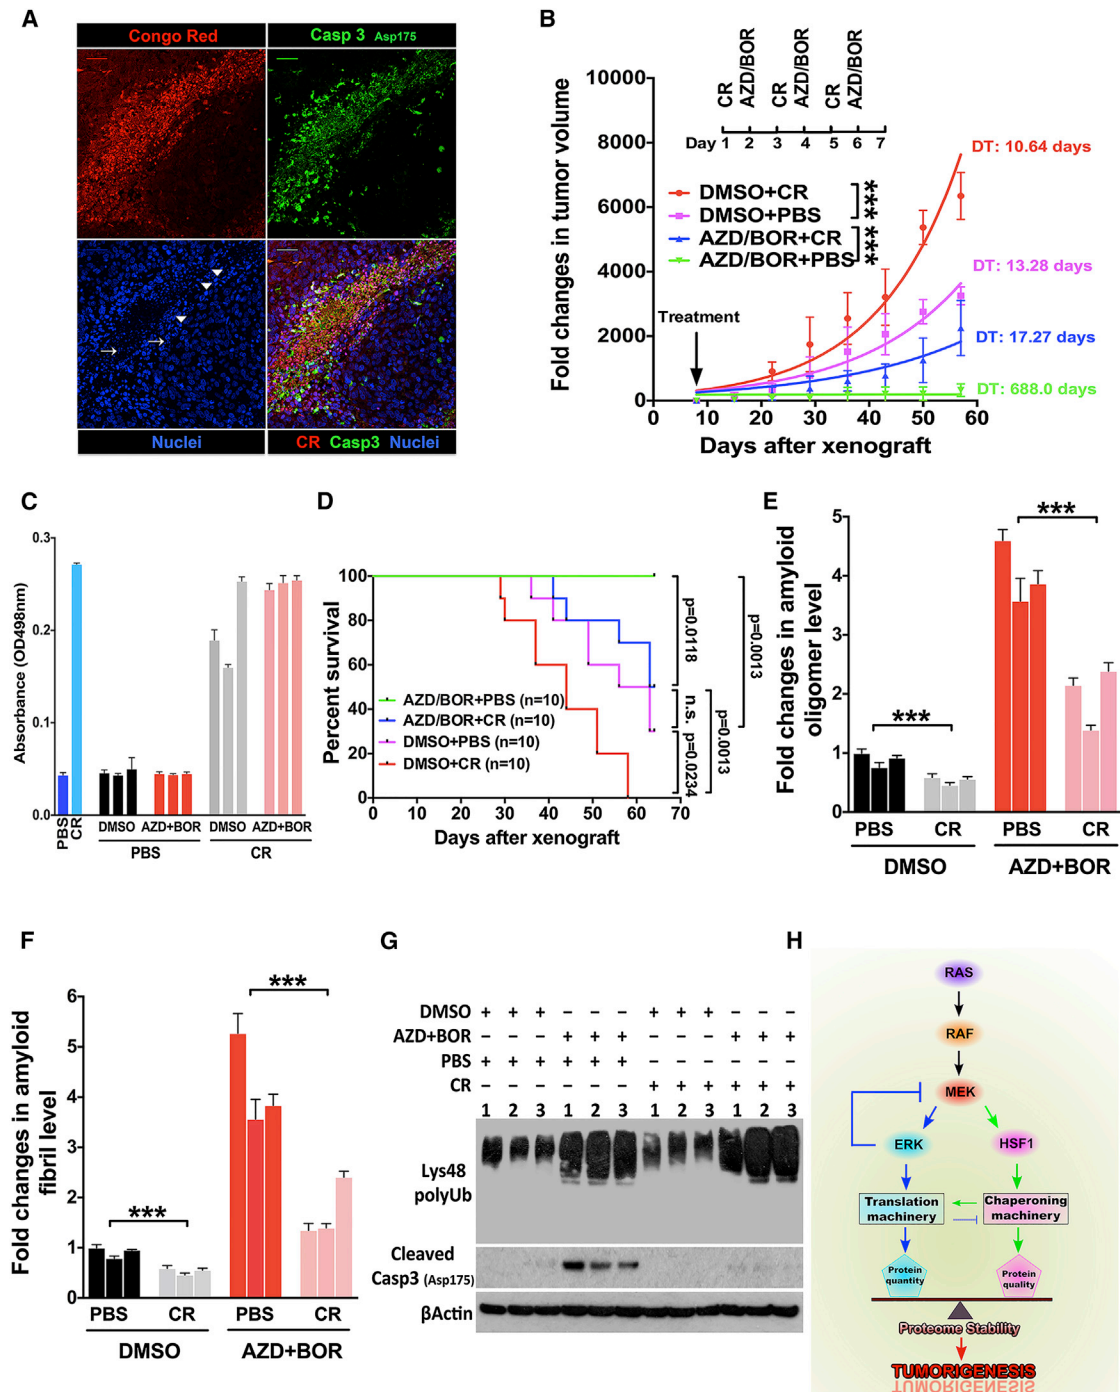 A
Congo Red
Casp 3 Asp175
Nuclei
CR Casp3 Nuclei
B
CR AZD/BOR CR AZD/BOR CR AZD/BOR
Day 1 2 3 4 5 6 7
Fold changes in tumor volume
10000
8000
6000
4000
2000
0
DMSO+CR
DMSO+PBS
AZD/BOR+CR
AZD/BOR+PBS
***
***
Treatment
DT: 10.64 days
DT: 13.28 days
DT: 17.27 days
DT: 688.0 days
0 10 20 30 40 50 60
Days after xenograft
C
Absorbance (OD498nm)
0.3
0.2
0.1
0.0
PBS
CR
DMSO AZD+BOR DMSO AZD+BOR
PBS CR
D
Percent survival
100
80
60
40
20
0
AZD/BOR+PBS (n=10)
AZD/BOR+CR (n=10)
DMSO+PBS (n=10)
DMSO+CR (n=10)
p=0.0118
n.s.
p=0.0234
p=0.0013
p=0.0013
0 10 20 30 40 50 60 70
Days after xenograft
E
Fold changes in amyloid
oligomer level
5
4
3
2
1
0
***
***
PBS CR PBS CR
DMSO AZD+BOR
F
Fold changes in amyloid
fibril level
6
5
4
3
2
1
0
***
***
PBS CR PBS CR
DMSO AZD+BOR
G
DMSO + + + − − − + + + − − −
AZD+BOR − − − + + + − − − + + +
PBS + + + + + + − − − − − −
CR − − − − − − + + + + + +
1 2 3 1 2 3 1 2 3 1 2 3
Lys48
polyUb
Cleaved
Casp3 (Asp175)
βActin
H
RAS
RAF
MEK
ERK
HSF1
Translation
machinery
Chaperoning
machinery
Protein
quantity
Protein
quality
Proteome Stability
TUMORIGENESIS